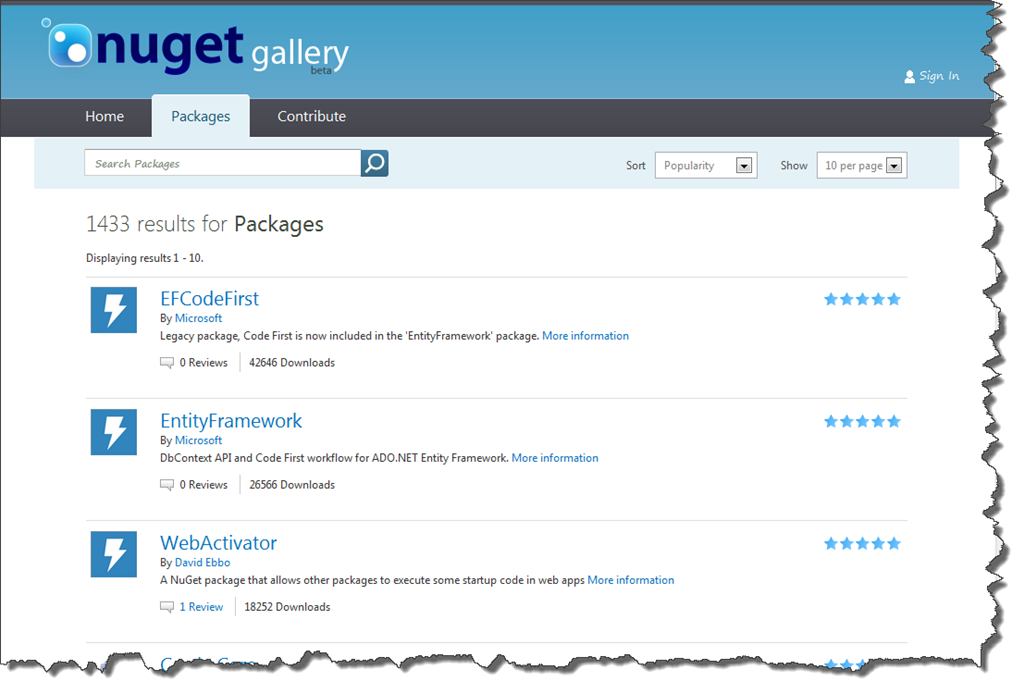 nuget gallery
beta
Sign In
Home Packages Contribute
Search Packages Sort Popularity Show 10 per page
1433 results for Packages
Displaying results 1 - 10.
EFCodeFirst
By Microsoft
Legacy package, Code First is now included in the 'EntityFramework' package. More information
0 Reviews 42646 Downloads
EntityFramework
By Microsoft
DbContext API and Code First workflow for ADO.NET Entity Framework. More information
0 Reviews 26566 Downloads
WebActivator
By David Ebbo
A NuGet package that allows other packages to execute some startup code in web apps More information
1 Review 18252 Downloads